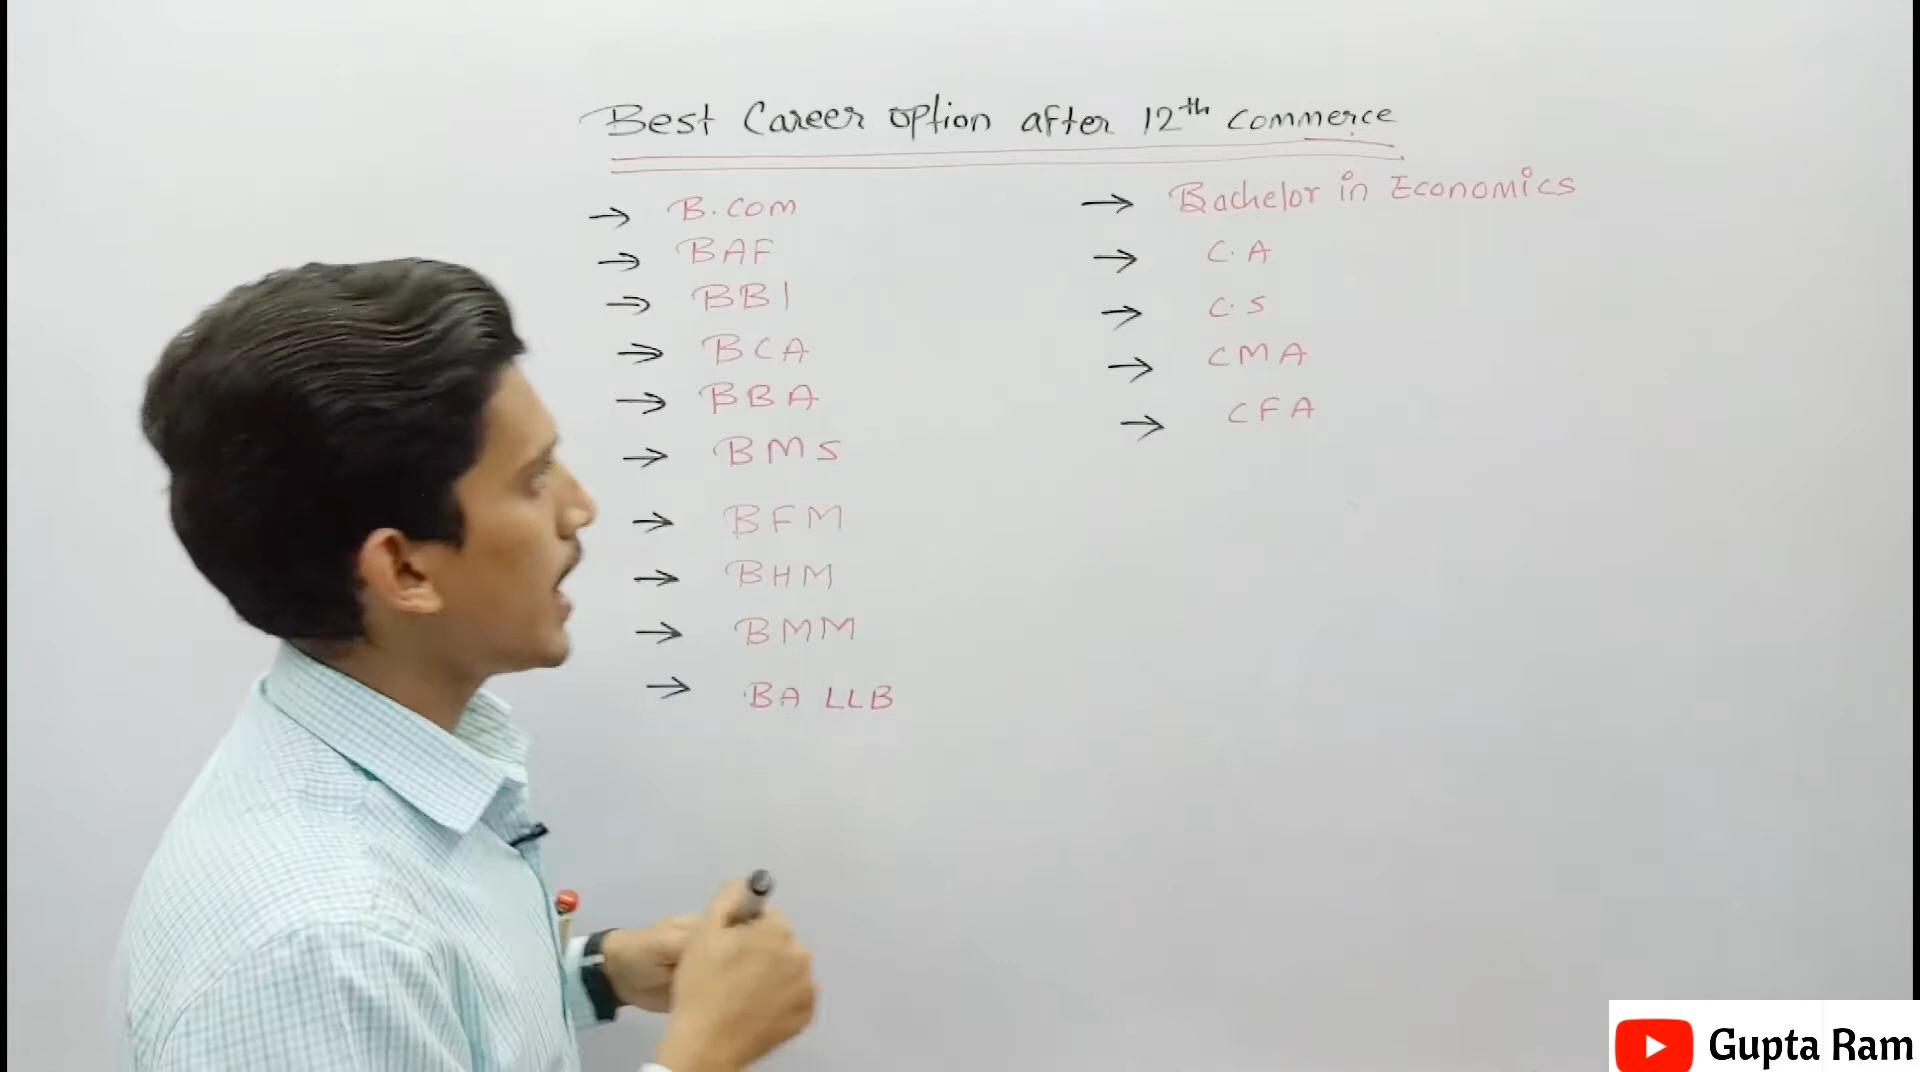 Best Career option after 12th commerce
→ B.COM
→ BAF
→ BBI
→ BCA
→ BBA
→ BMS
→ BFM
→ BHM
→ BMM
→ BA LLB
→ Bachelor in Economics
→ C.A
→ C.S
→ CMA
→ CFA
Gupta Ram